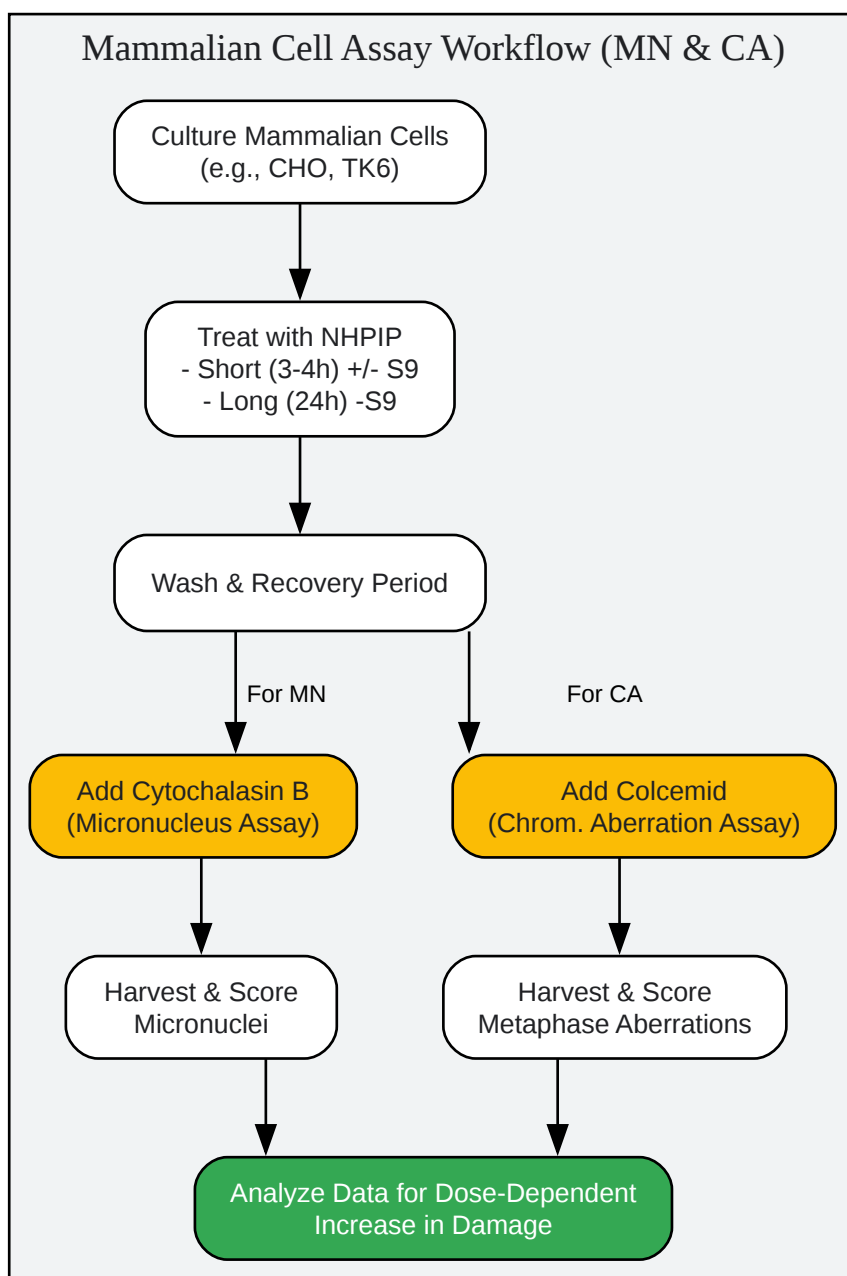 Mammalian Cell Assay Workflow (MN & CA)
Culture Mammalian Cells
(e.g., CHO, TK6)
Treat with NHPIP
- Short (3-4h) +/- S9
- Long (24h) -S9
Wash & Recovery Period
For MN
For CA
Add Cytochalasin B
(Micronucleus Assay)
Add Colcemid
(Chrom. Aberration Assay)
Harvest & Score
Micronuclei
Harvest & Score
Metaphase Aberrations
Analyze Data for Dose-Dependent
Increase in Damage